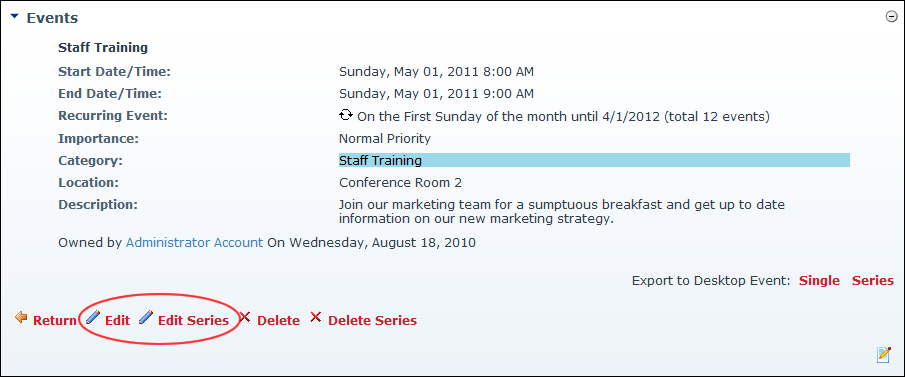 Events
Staff Training
Start Date/Time: Sunday, May 01, 2011 8:00 AM
End Date/Time: Sunday, May 01, 2011 9:00 AM
Recurring Event: On the First Sunday of the month until 4/1/2012 (total 12 events)
Importance: Normal Priority
Category: Staff Training
Location: Conference Room 2
Description: Join our marketing team for a sumptuous breakfast and get up to date
information on our new marketing strategy.
Owned by Administrator Account On Wednesday, August 18, 2010
Export to Desktop Event: Single Series
Return Edit Edit Series Delete Delete Series